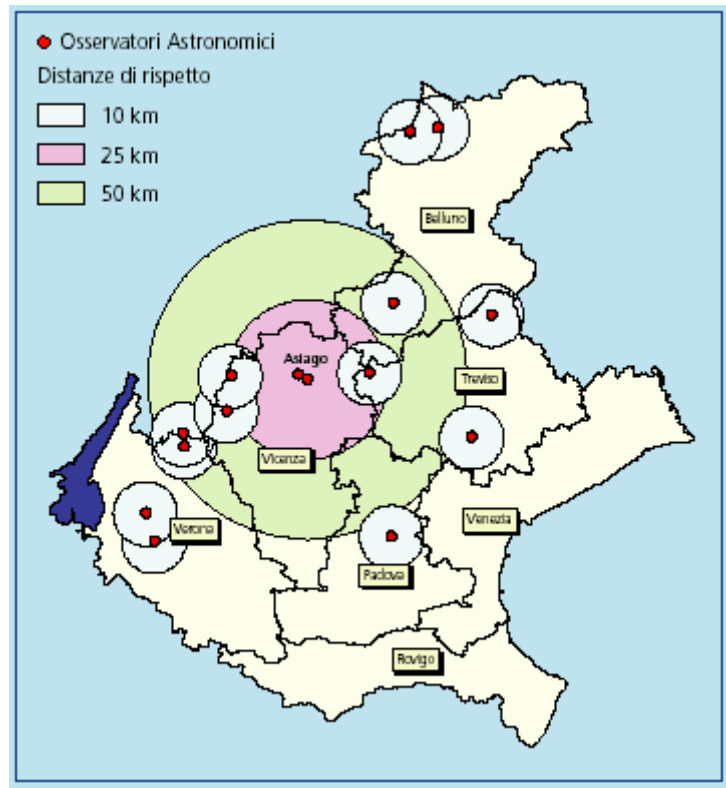 Osservatori Astronomici
Distanze di rispetto
10 km
25 km
50 km
Belluno
Asiago
Treviso
Vicenza
Venezia
Verona
Padova
Rovigo